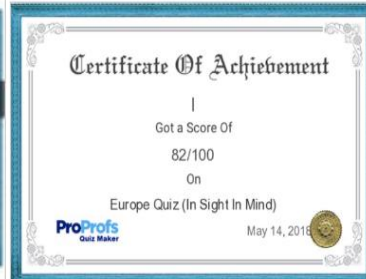 Certificate Of Achievement
I
Got a Score Of
82/100
On
Europe Quiz (In Sight In Mind)
ProProfs
Quiz Maker
May 14, 2018